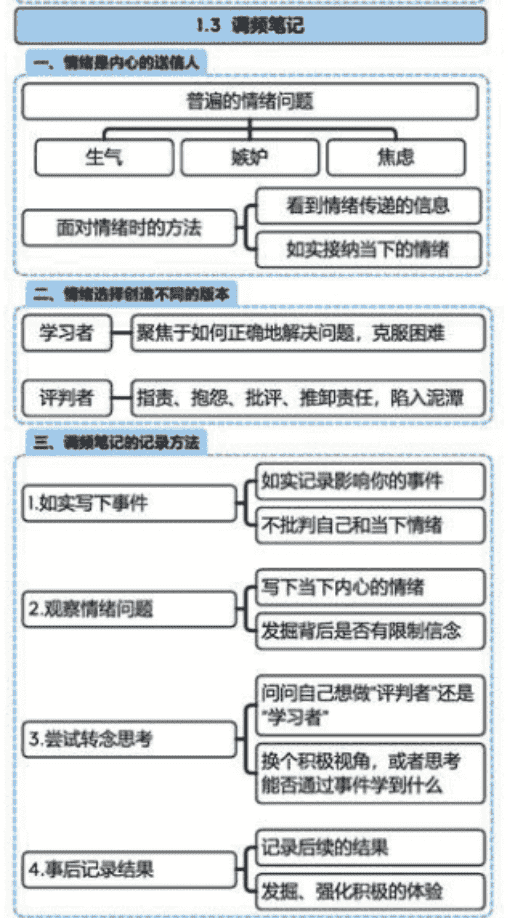 1.3 调频笔记
一、情绪是内心的送信人
普遍的情绪问题
生气
嫉妒
焦虑
面对情绪时的方法
看到情绪传递的信息
如实接纳当下的情绪
二、情绪选择创造不同的版本
学习者
聚焦于如何正确地解决问题，克服困难
评判者
指责、抱怨、批评、推卸责任，陷入泥潭
三、调频笔记的记录方法
1.如实写下事件
如实记录影响你的事件
不批判自己和当下情绪
2.观察情绪问题
写下当下内心的情绪
发掘背后是否有限制信念
3.尝试转念思考
问问自己想做"评判者"还是
"学习者"
换个积极视角，或者思考
能否通过事件学到什么
4.事后记录结果
记录后续的结果
发掘、强化积极的体验